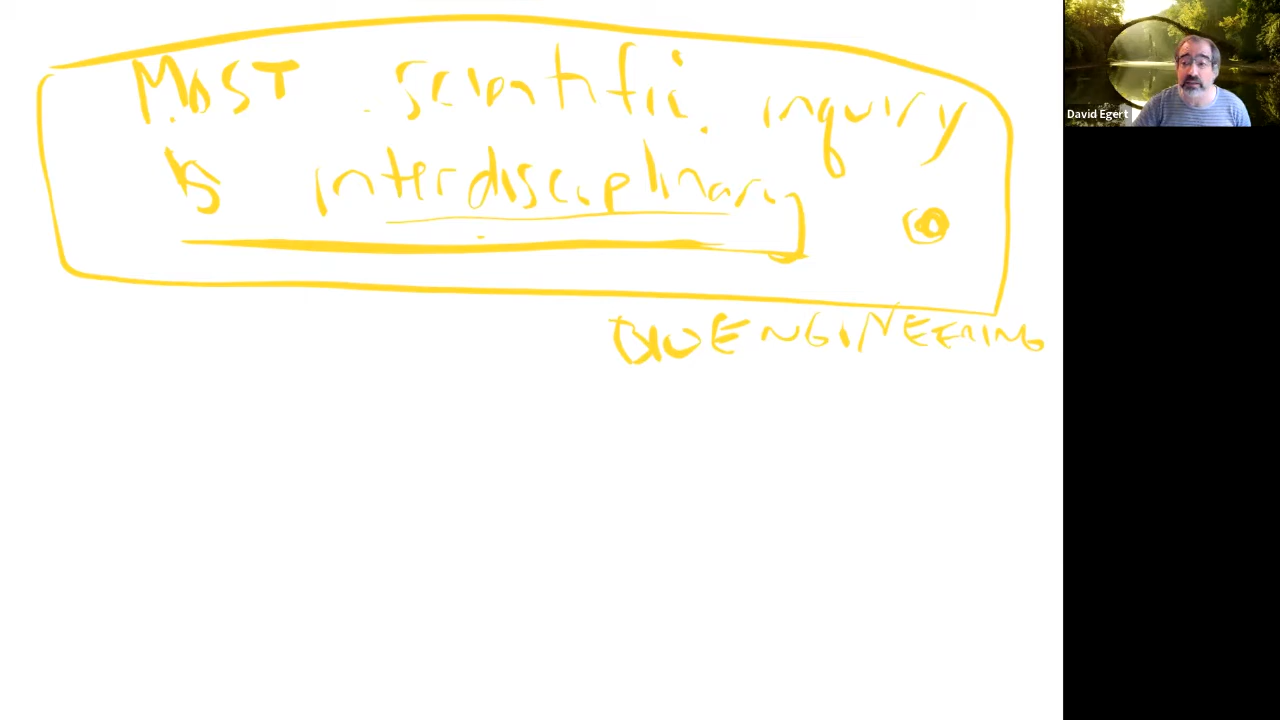 MOST scientific inquiry
is interdisciplinary
BIOENGINEERING
David Egert